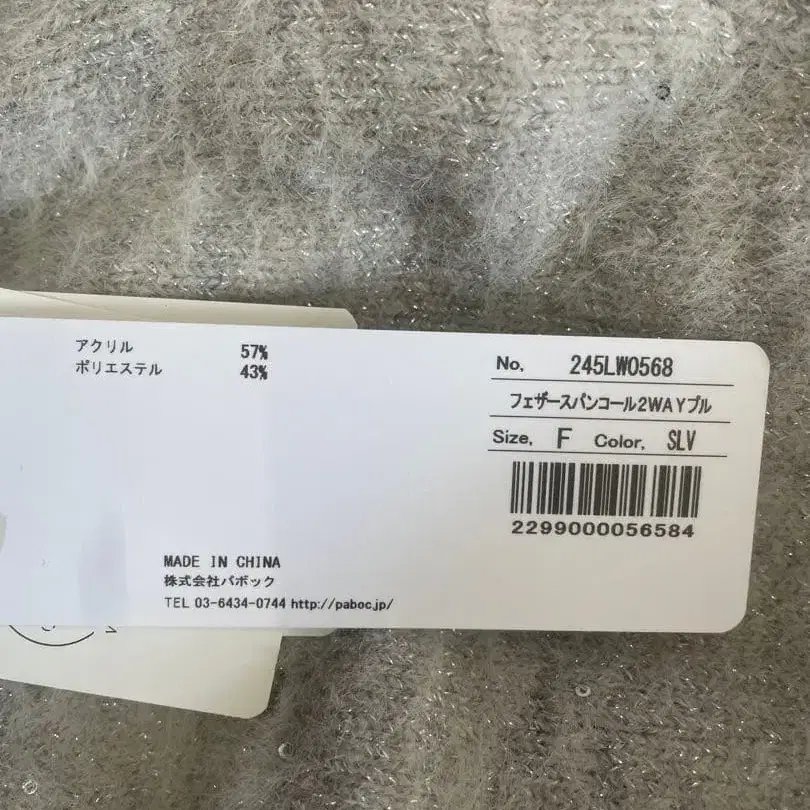 アクリル 57%
ポリエステル 43%
No, 245LW0568
フェザースパンコール2WAYプル
Size, F Color, SLV
2299000056584
MADE IN CHINA
株式会社パボック
TEL 03-6434-0744 http://paboc.jp/